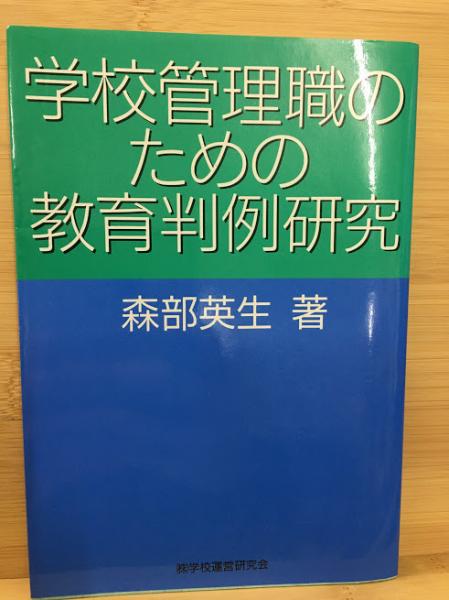 学校管理職の
ための
教育判例研究
森部英生 著
㈱学校運営研究会